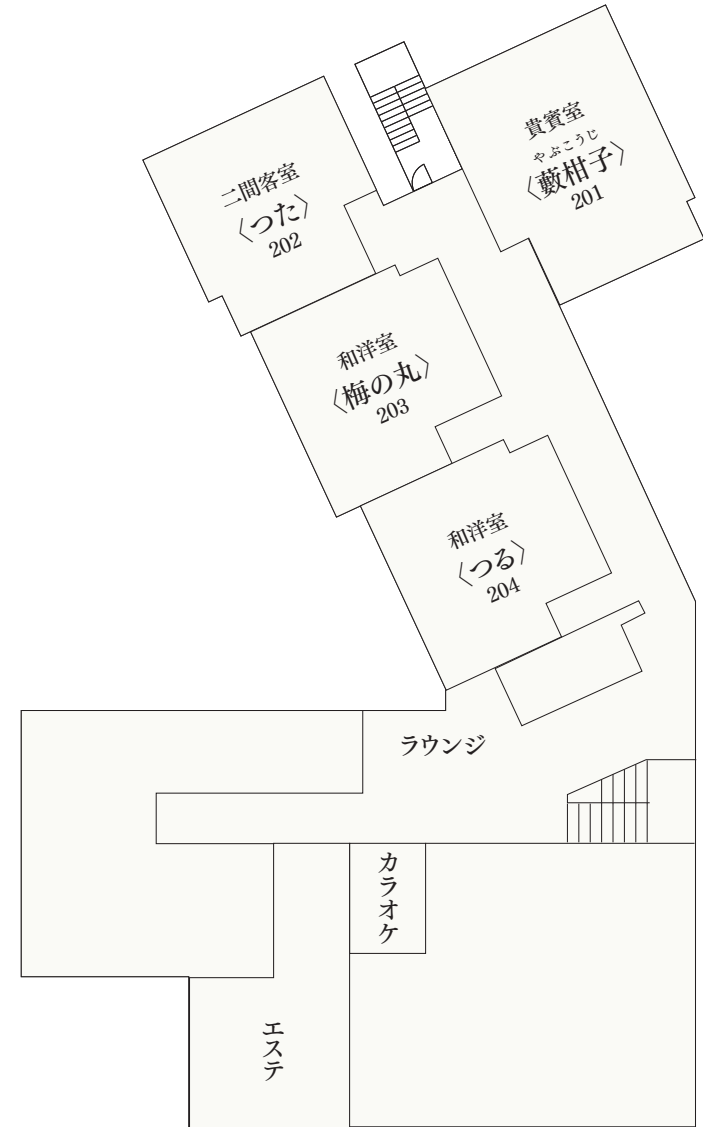 貴賓室
やぶこうじ
〈藪柑子〉
201
二間客室
〈つた〉
202
和洋室
〈梅の丸〉
203
和洋室
〈つる〉
204
ラウンジ
カラオケ
エステ